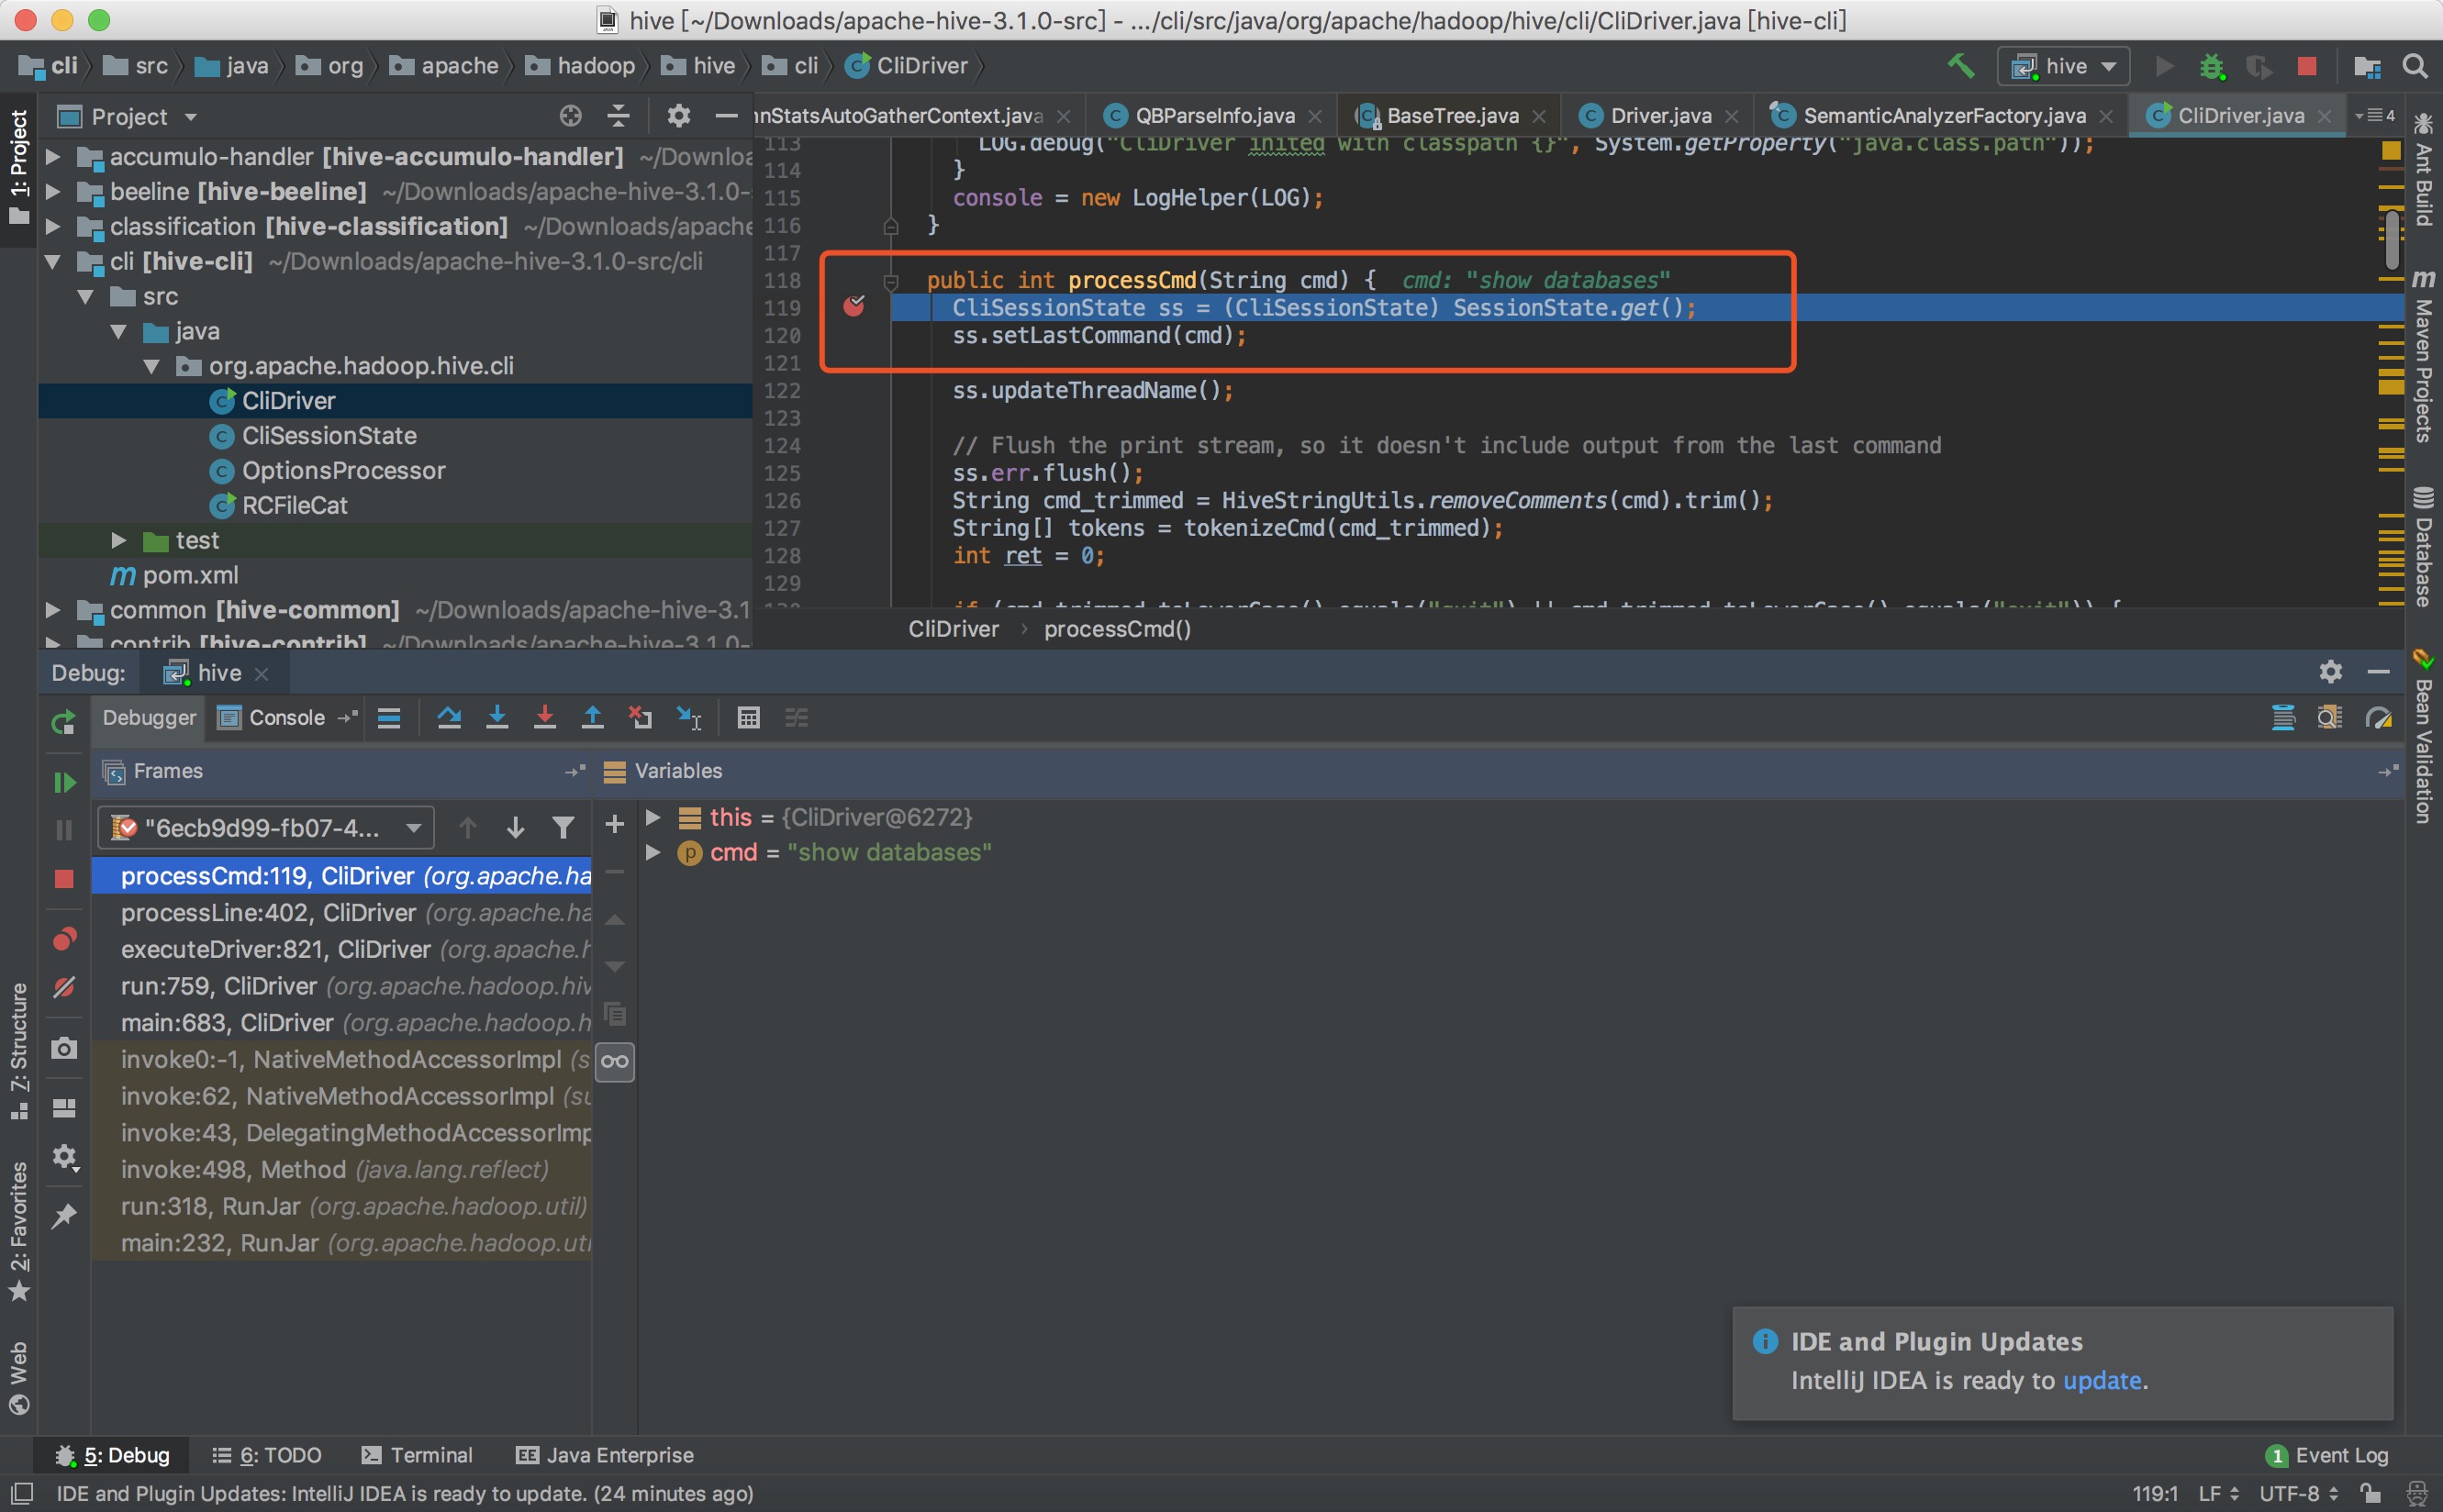 hive [~/Downloads/apache-hive-3.1.0-src] - .../cli/src/java/org/apache/hadoop/hive/cli/CliDriver.java [hive-cli]
cli src java org apache hadoop hive cli CliDriver
hive
1: Project
Project
accumulo-handler [hive-accumulo-handler] ~/Downloa
beeline [hive-beeline] ~/Downloads/apache-hive-3.1.0-
classification [hive-classification] ~/Downloads/apache
cli [hive-cli] ~/Downloads/apache-hive-3.1.0-src/cli
src
java
org.apache.hadoop.hive.cli
CliDriver
CliSessionState
OptionsProcessor
RCFileCat
test
pom.xml
common [hive-common] ~/Downloads/apache-hive-3.1
contrib [hive-contrib] ~/Downloads/apache-hive-3.1.0-
nStatsAutoGatherContext.java QBParseInfo.java BaseTree.java Driver.java SemanticAnalyzerFactory.java CliDriver.java 4
113 LOG.debug("CliDriver inited with classpath {}", System.getProperty("java.class.path"));
114 }
115 console = new LogHelper(LOG);
116 }
117
118 public int processCmd(String cmd) { cmd: "show databases"
119 CliSessionState ss = (CliSessionState) SessionState.get();
120 ss.setLastCommand(cmd);
121
122 ss.updateThreadName();
123
124 // Flush the print stream, so it doesn't include output from the last command
125 ss.err.flush();
126 String cmd_trimmed = HiveStringUtils.removeComments(cmd).trim();
127 String[] tokens = tokenizeCmd(cmd_trimmed);
128 int ret = 0;
129
130 if (cmd_trimmed.toLowerCase().equals("quit") || cmd_trimmed.toLowerCase().equals("exit")) {
CliDriver processCmd()
Ant Build
Maven Projects
Database
Bean Validation
Debug: hive
Debugger Console
Frames
Variables
"6ecb9d99-fb07-4...
processCmd:119, CliDriver (org.apache.ha
processLine:402, CliDriver (org.apache.ha
executeDriver:821, CliDriver (org.apache.h
run:759, CliDriver (org.apache.hadoop.hiv
main:683, CliDriver (org.apache.hadoop.h
invoke0:-1, NativeMethodAccessorImpl (s
invoke:62, NativeMethodAccessorImpl (su
invoke:43, DelegatingMethodAccessorImp
invoke:498, Method (java.lang.reflect)
run:318, RunJar (org.apache.hadoop.util)
main:232, RunJar (org.apache.hadoop.uti
this = {CliDriver@6272}
cmd = "show databases"
7: Structure
2: Favorites
Web
IDE and Plugin Updates
IntelliJ IDEA is ready to update.
5: Debug 6: TODO Terminal Java Enterprise 1 Event Log
IDE and Plugin Updates: IntelliJ IDEA is ready to update. (24 minutes ago) 119:1 LF UTF-8